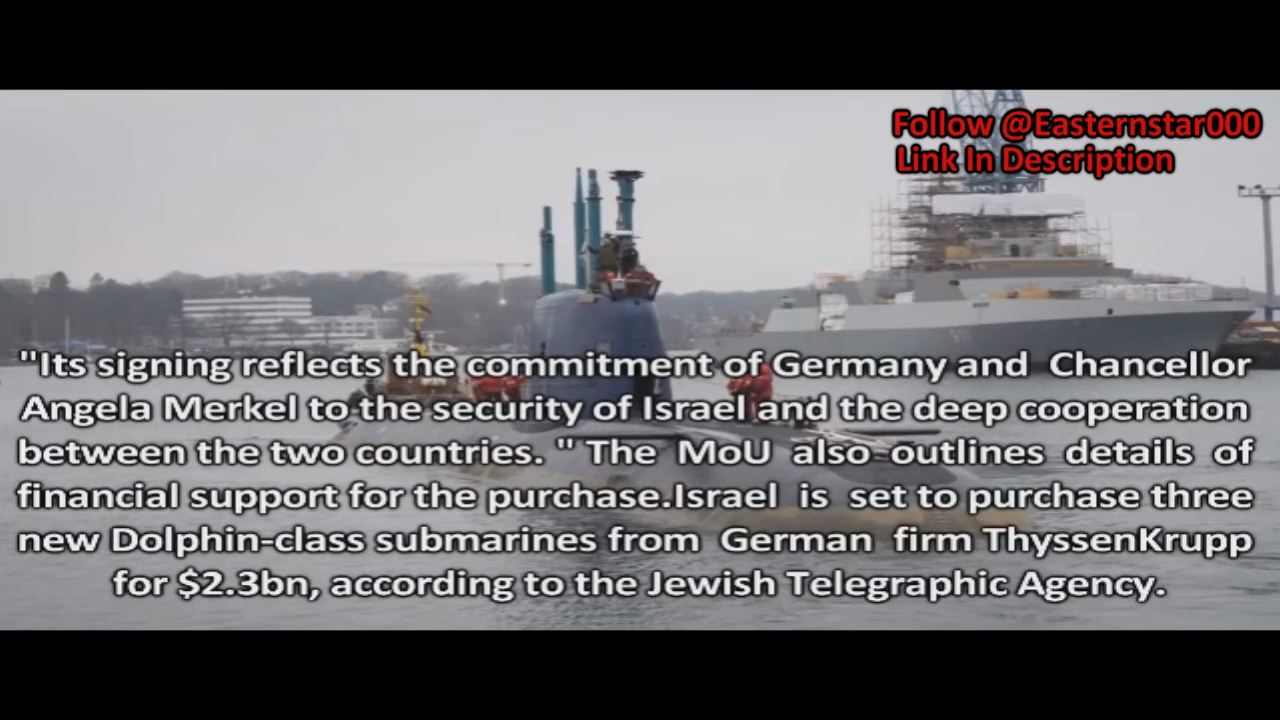 Follow @Easternstar000
Link In Description
"Its signing reflects the commitment of Germany and Chancellor
Angela Merkel to the security of Israel and the deep cooperation
between the two countries. " The MoU also outlines details of
financial support for the purchase.Israel is set to purchase three
new Dolphin-class submarines from German firm ThyssenKrupp
for $2.3bn, according to the Jewish Telegraphic Agency.